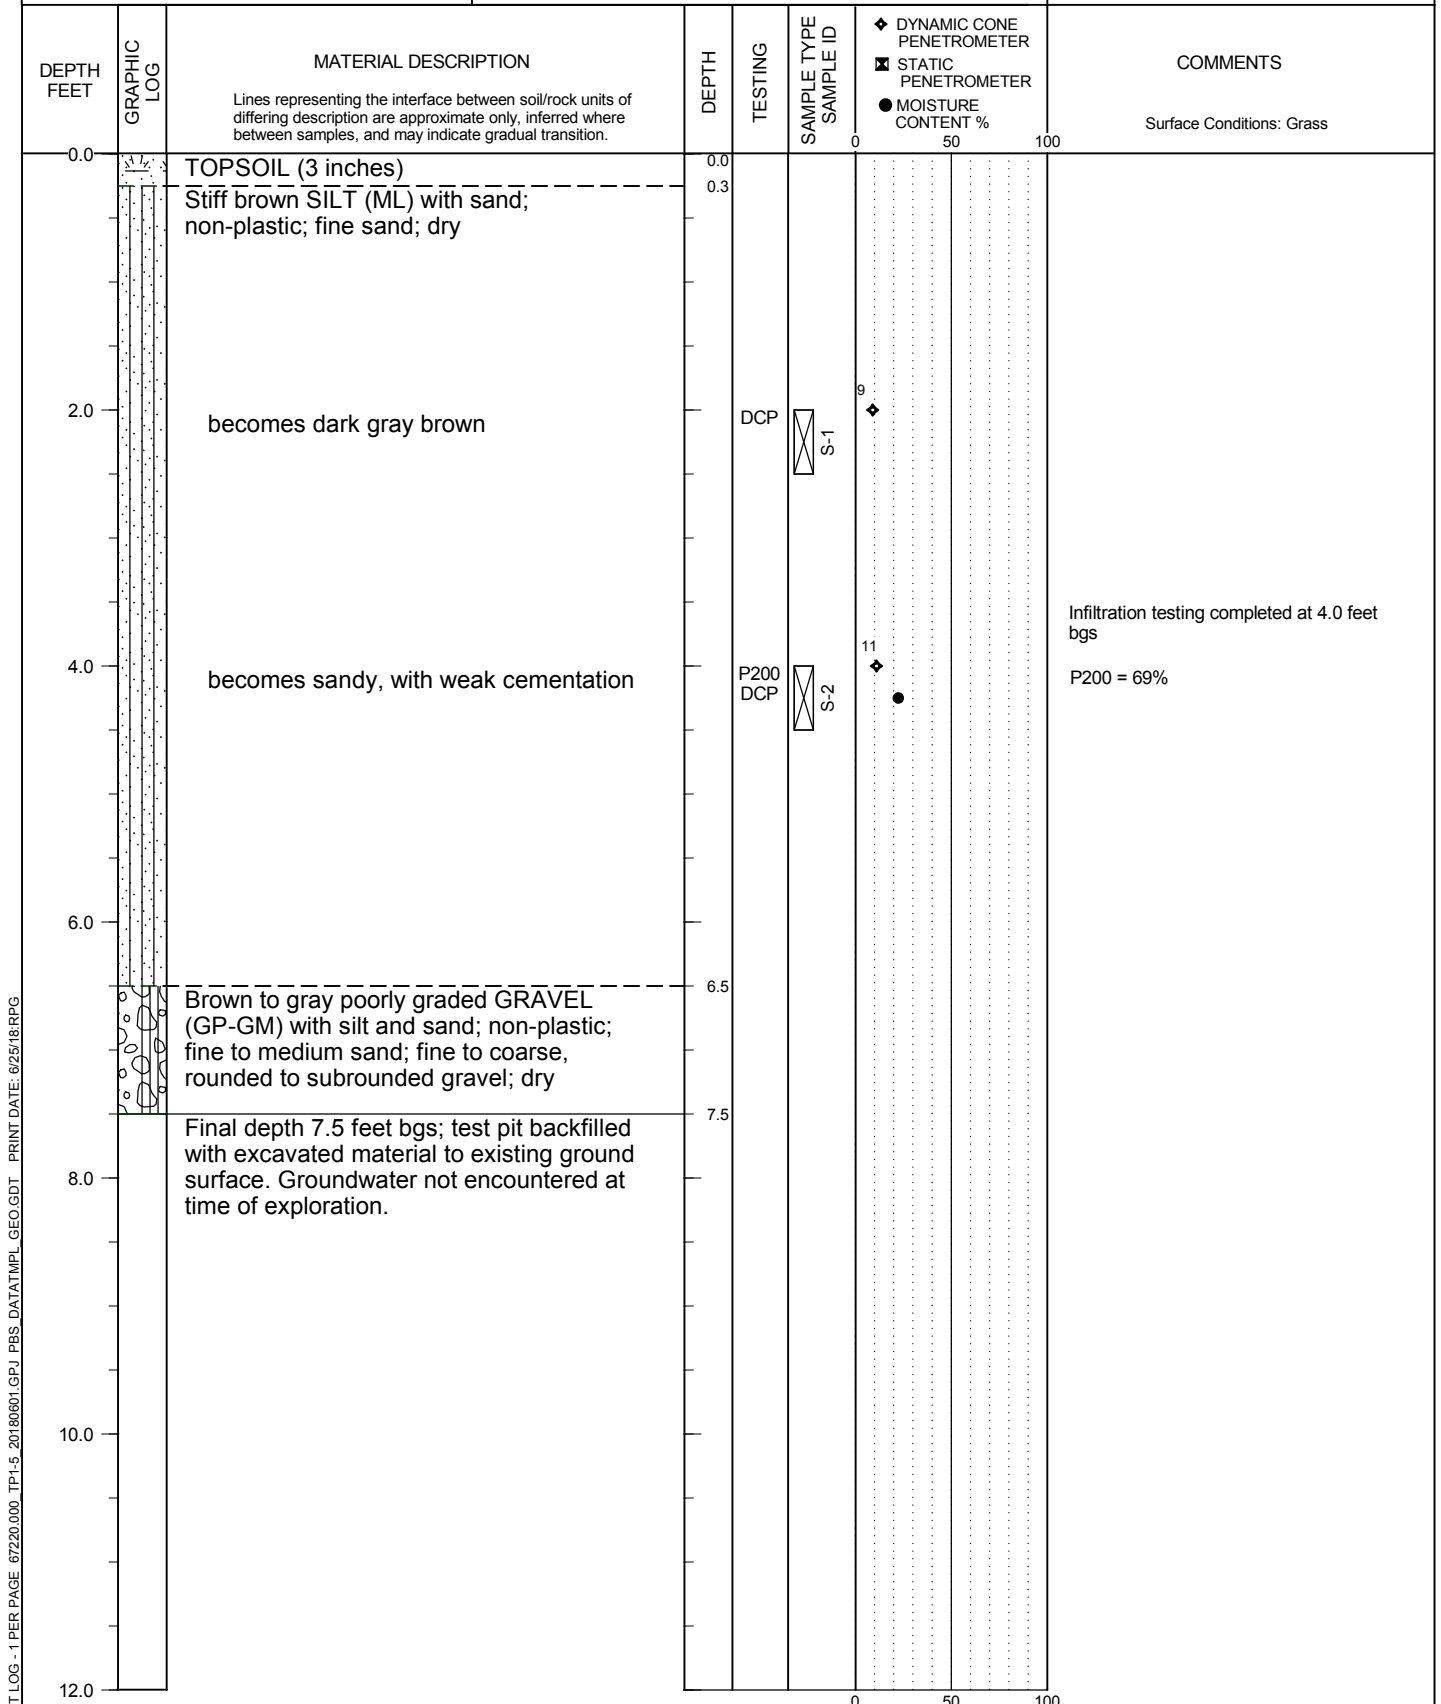 DEPTH
FEET
GRAPHIC
LOG
MATERIAL DESCRIPTION
Lines representing the interface between soil/rock units of
differing description are approximate only, inferred where
between samples, and may indicate gradual transition.
DEPTH
TESTING
SAMPLE TYPE
SAMPLE ID
DYNAMIC CONE
PENETROMETER
STATIC
PENETROMETER
MOISTURE
CONTENT %
0 50 100
COMMENTS
Surface Conditions: Grass
0.0
TOPSOIL (3 inches)
0.0
0.3
Stiff brown SILT (ML) with sand;
non-plastic; fine sand; dry
2.0
becomes dark gray brown
DCP
S-1
9
4.0
becomes sandy, with weak cementation
P200
DCP
S-2
11
Infiltration testing completed at 4.0 feet
bgs
P200 = 69%
6.0
6.5
Brown to gray poorly graded GRAVEL
(GP-GM) with silt and sand; non-plastic;
fine to medium sand; fine to coarse,
rounded to subrounded gravel; dry
7.5
Final depth 7.5 feet bgs; test pit backfilled
with excavated material to existing ground
surface. Groundwater not encountered at
time of exploration.
8.0
10.0
12.0
0 50 100
T LOG - 1 PER PAGE 67220.000_TP1-5_20180601.GPJ PBS_DATATMPL_GEO.GDT PRINT DATE: 6/25/18:RPG